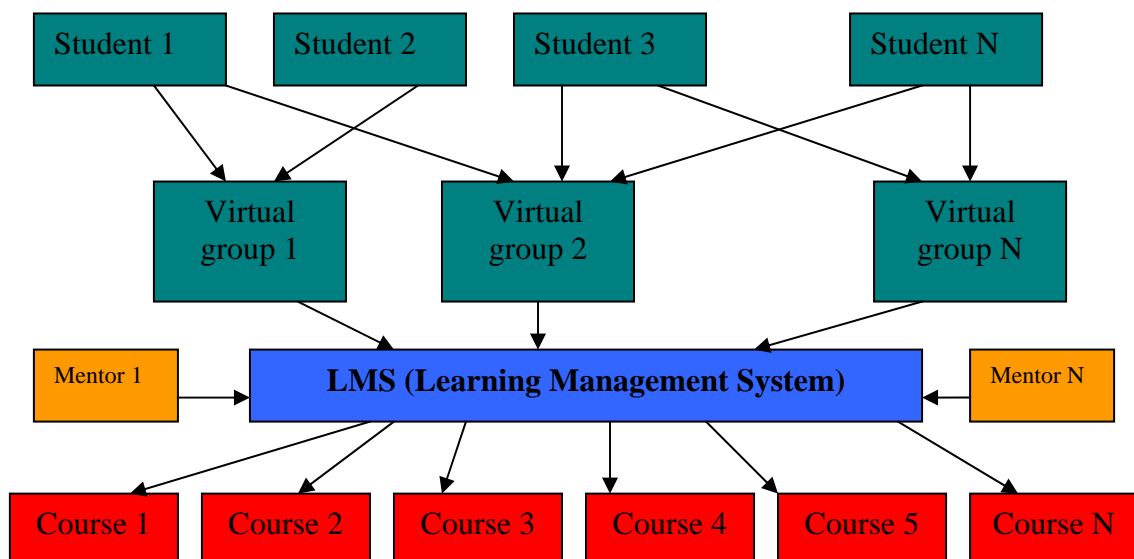 Student 1
Student 2
Student 3
Student N
Virtual
group 1
Virtual
group 2
Virtual
group N
Mentor 1
LMS (Learning Management System)
Mentor N
Course 1
Course 2
Course 3
Course 4
Course 5
Course N